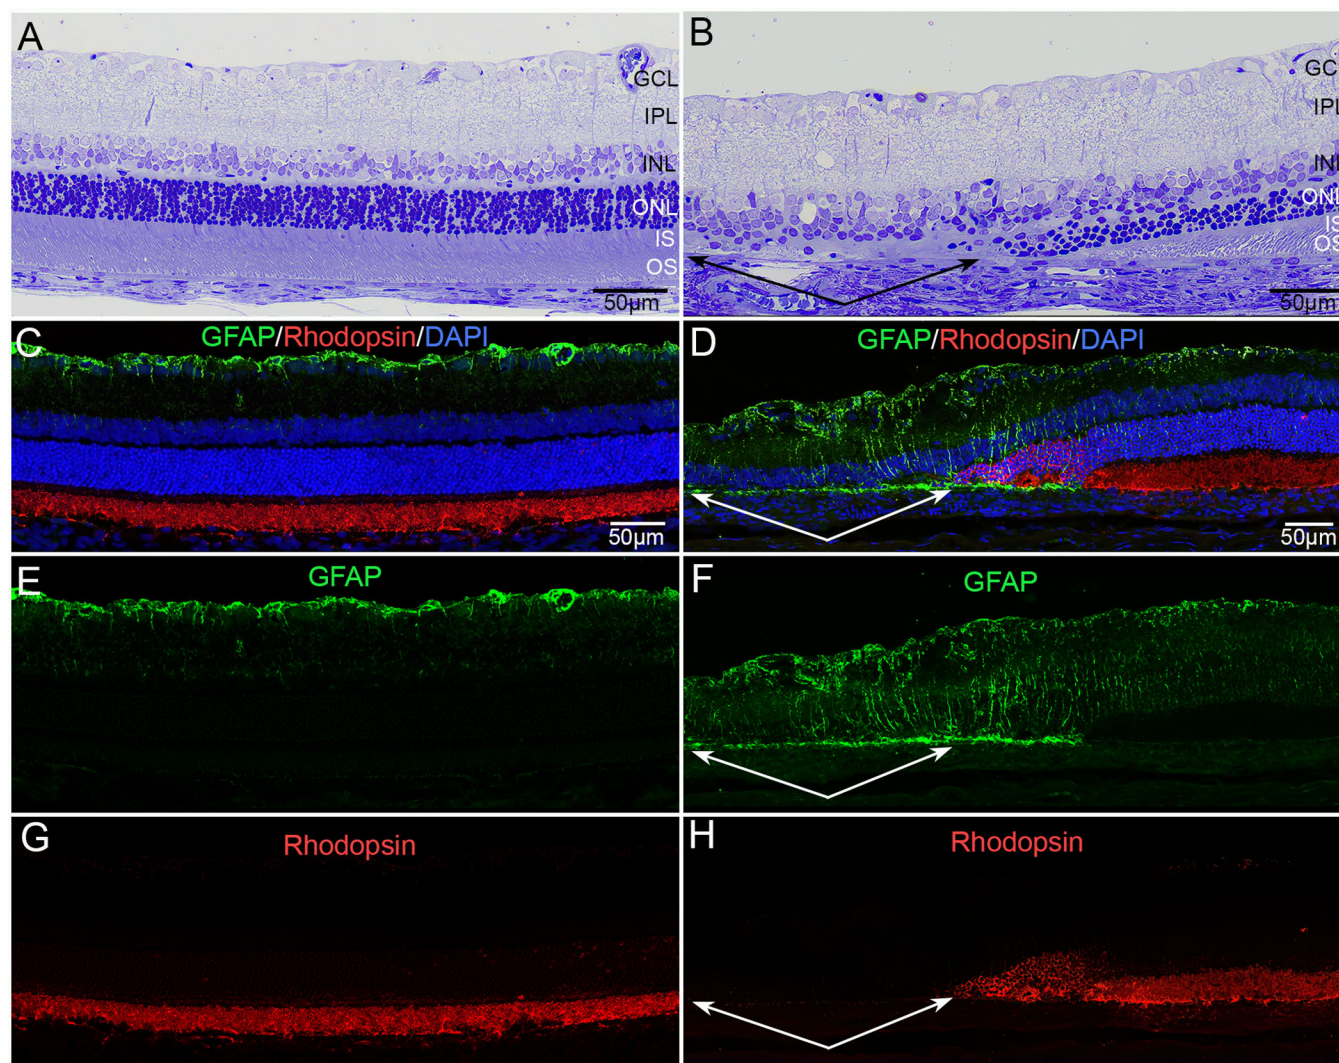 A
GCL
IPL
INL
ONL
IS
OS
50µm
B
GC
IPL
INL
ONL
IS
OS
50µm
C
GFAP/Rhodopsin/DAPI
50µm
D
GFAP/Rhodopsin/DAPI
50µm
E
GFAP
F
GFAP
G
Rhodopsin
H
Rhodopsin